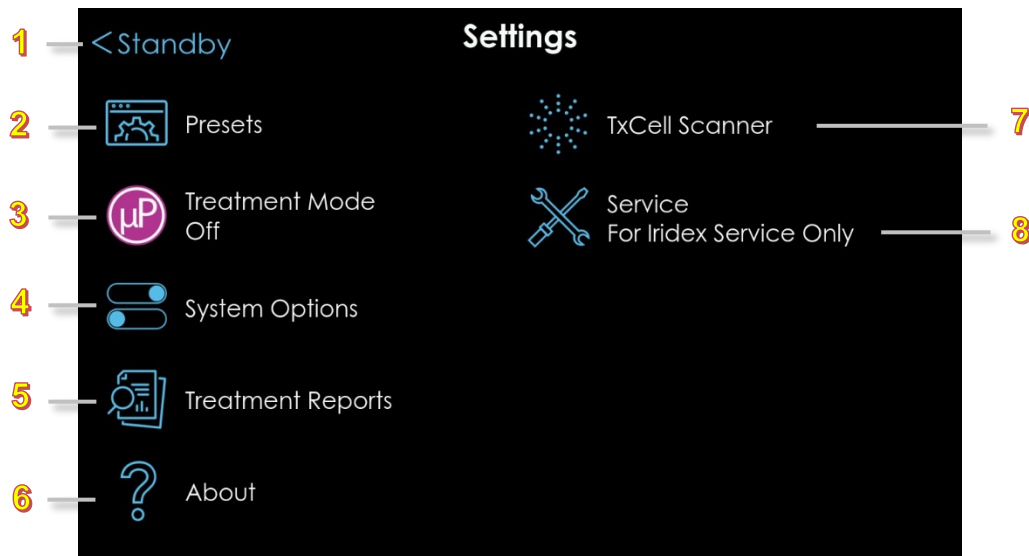 Settings
1 <Standby
2 Presets
3 µP Treatment Mode
Off
4 System Options
5 Treatment Reports
6 About
TxCell Scanner 7
Service
For Iridex Service Only 8